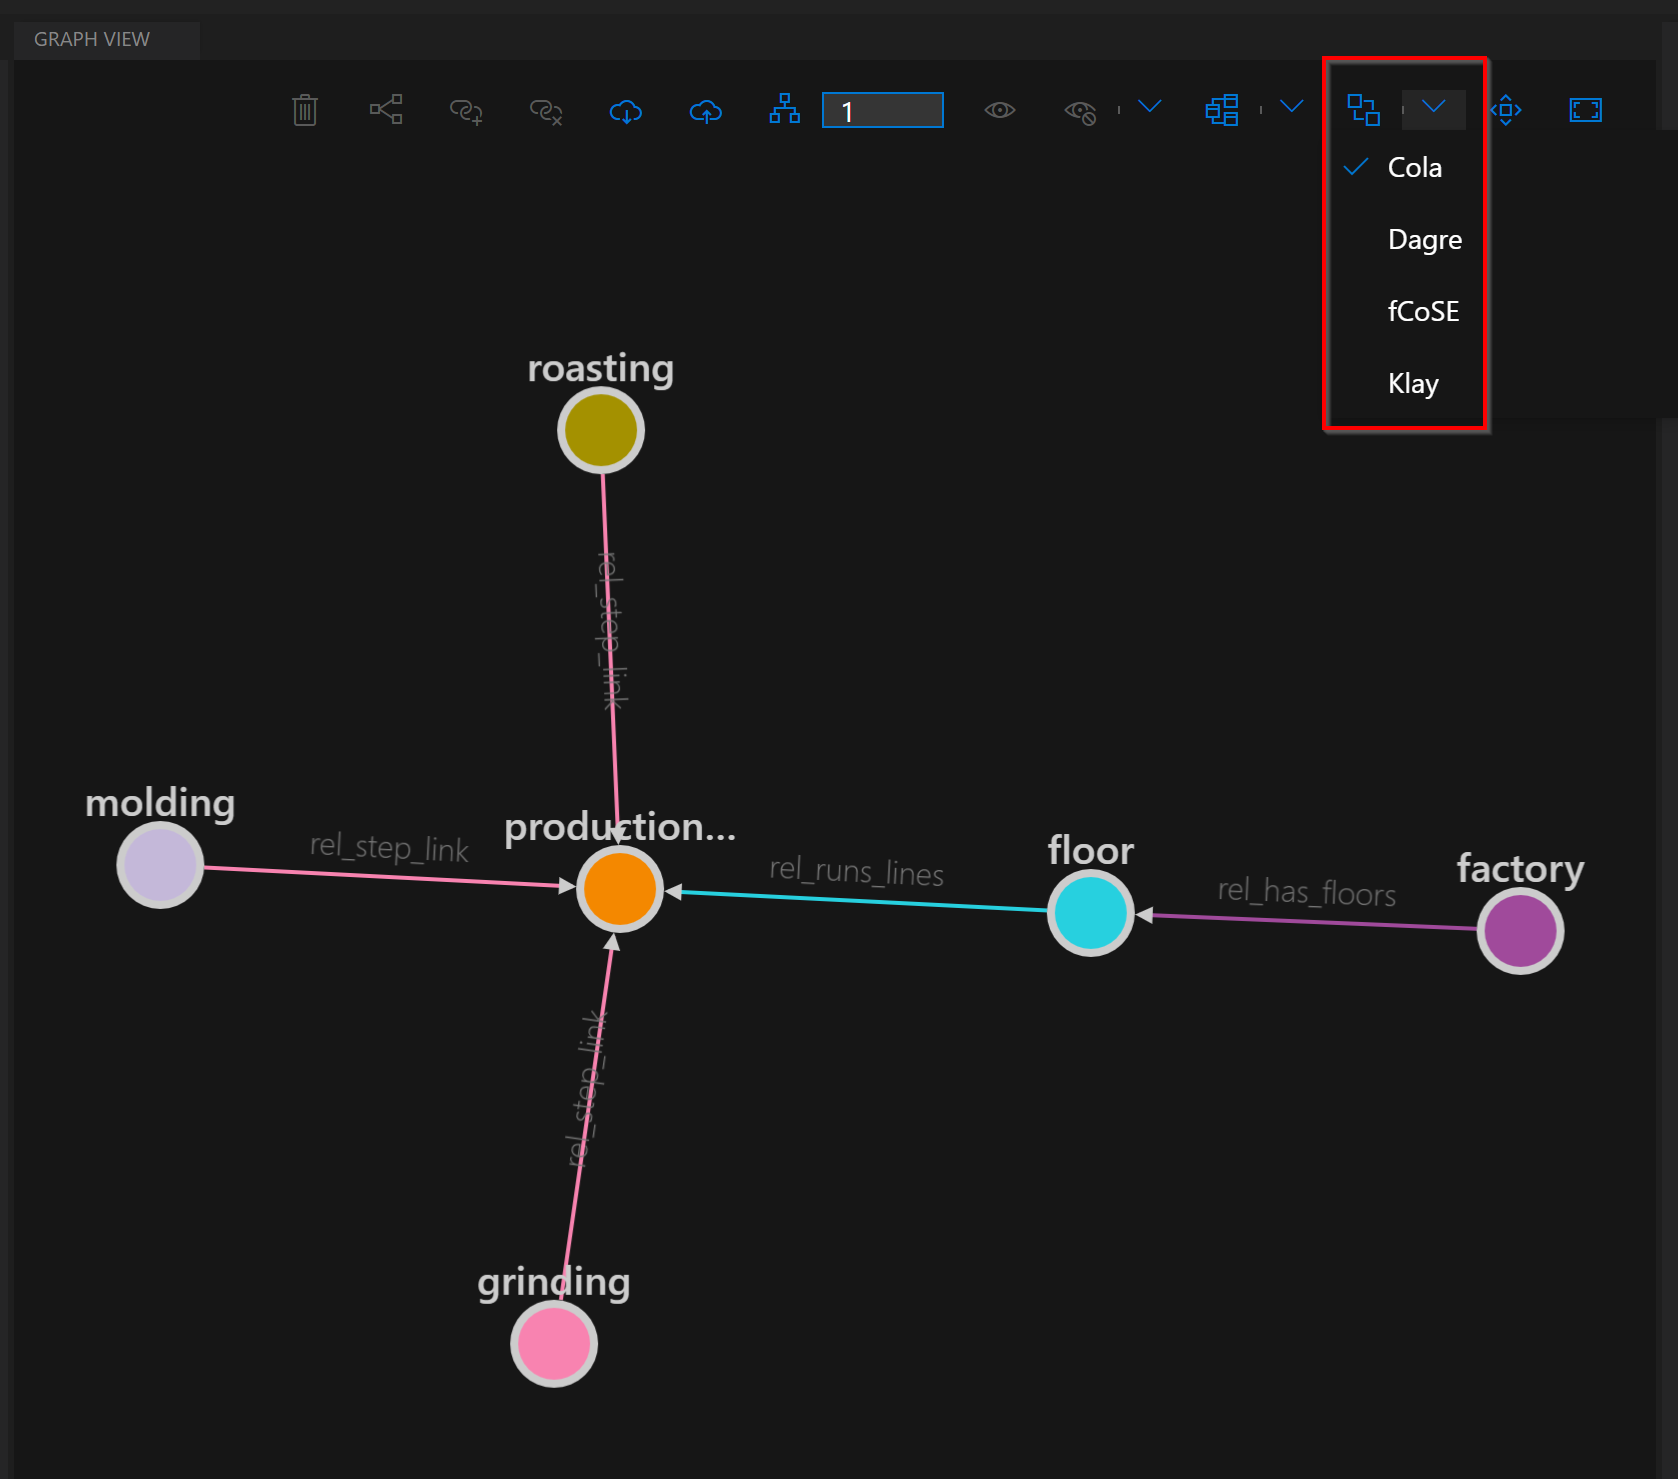 GRAPH VIEW
1
Cola
Dagre
fCoSE
Klay
roasting
rel_step_link
molding
rel_step_link
production...
rel_runs_lines
floor
rel_has_floors
factory
rel_step_link
grinding